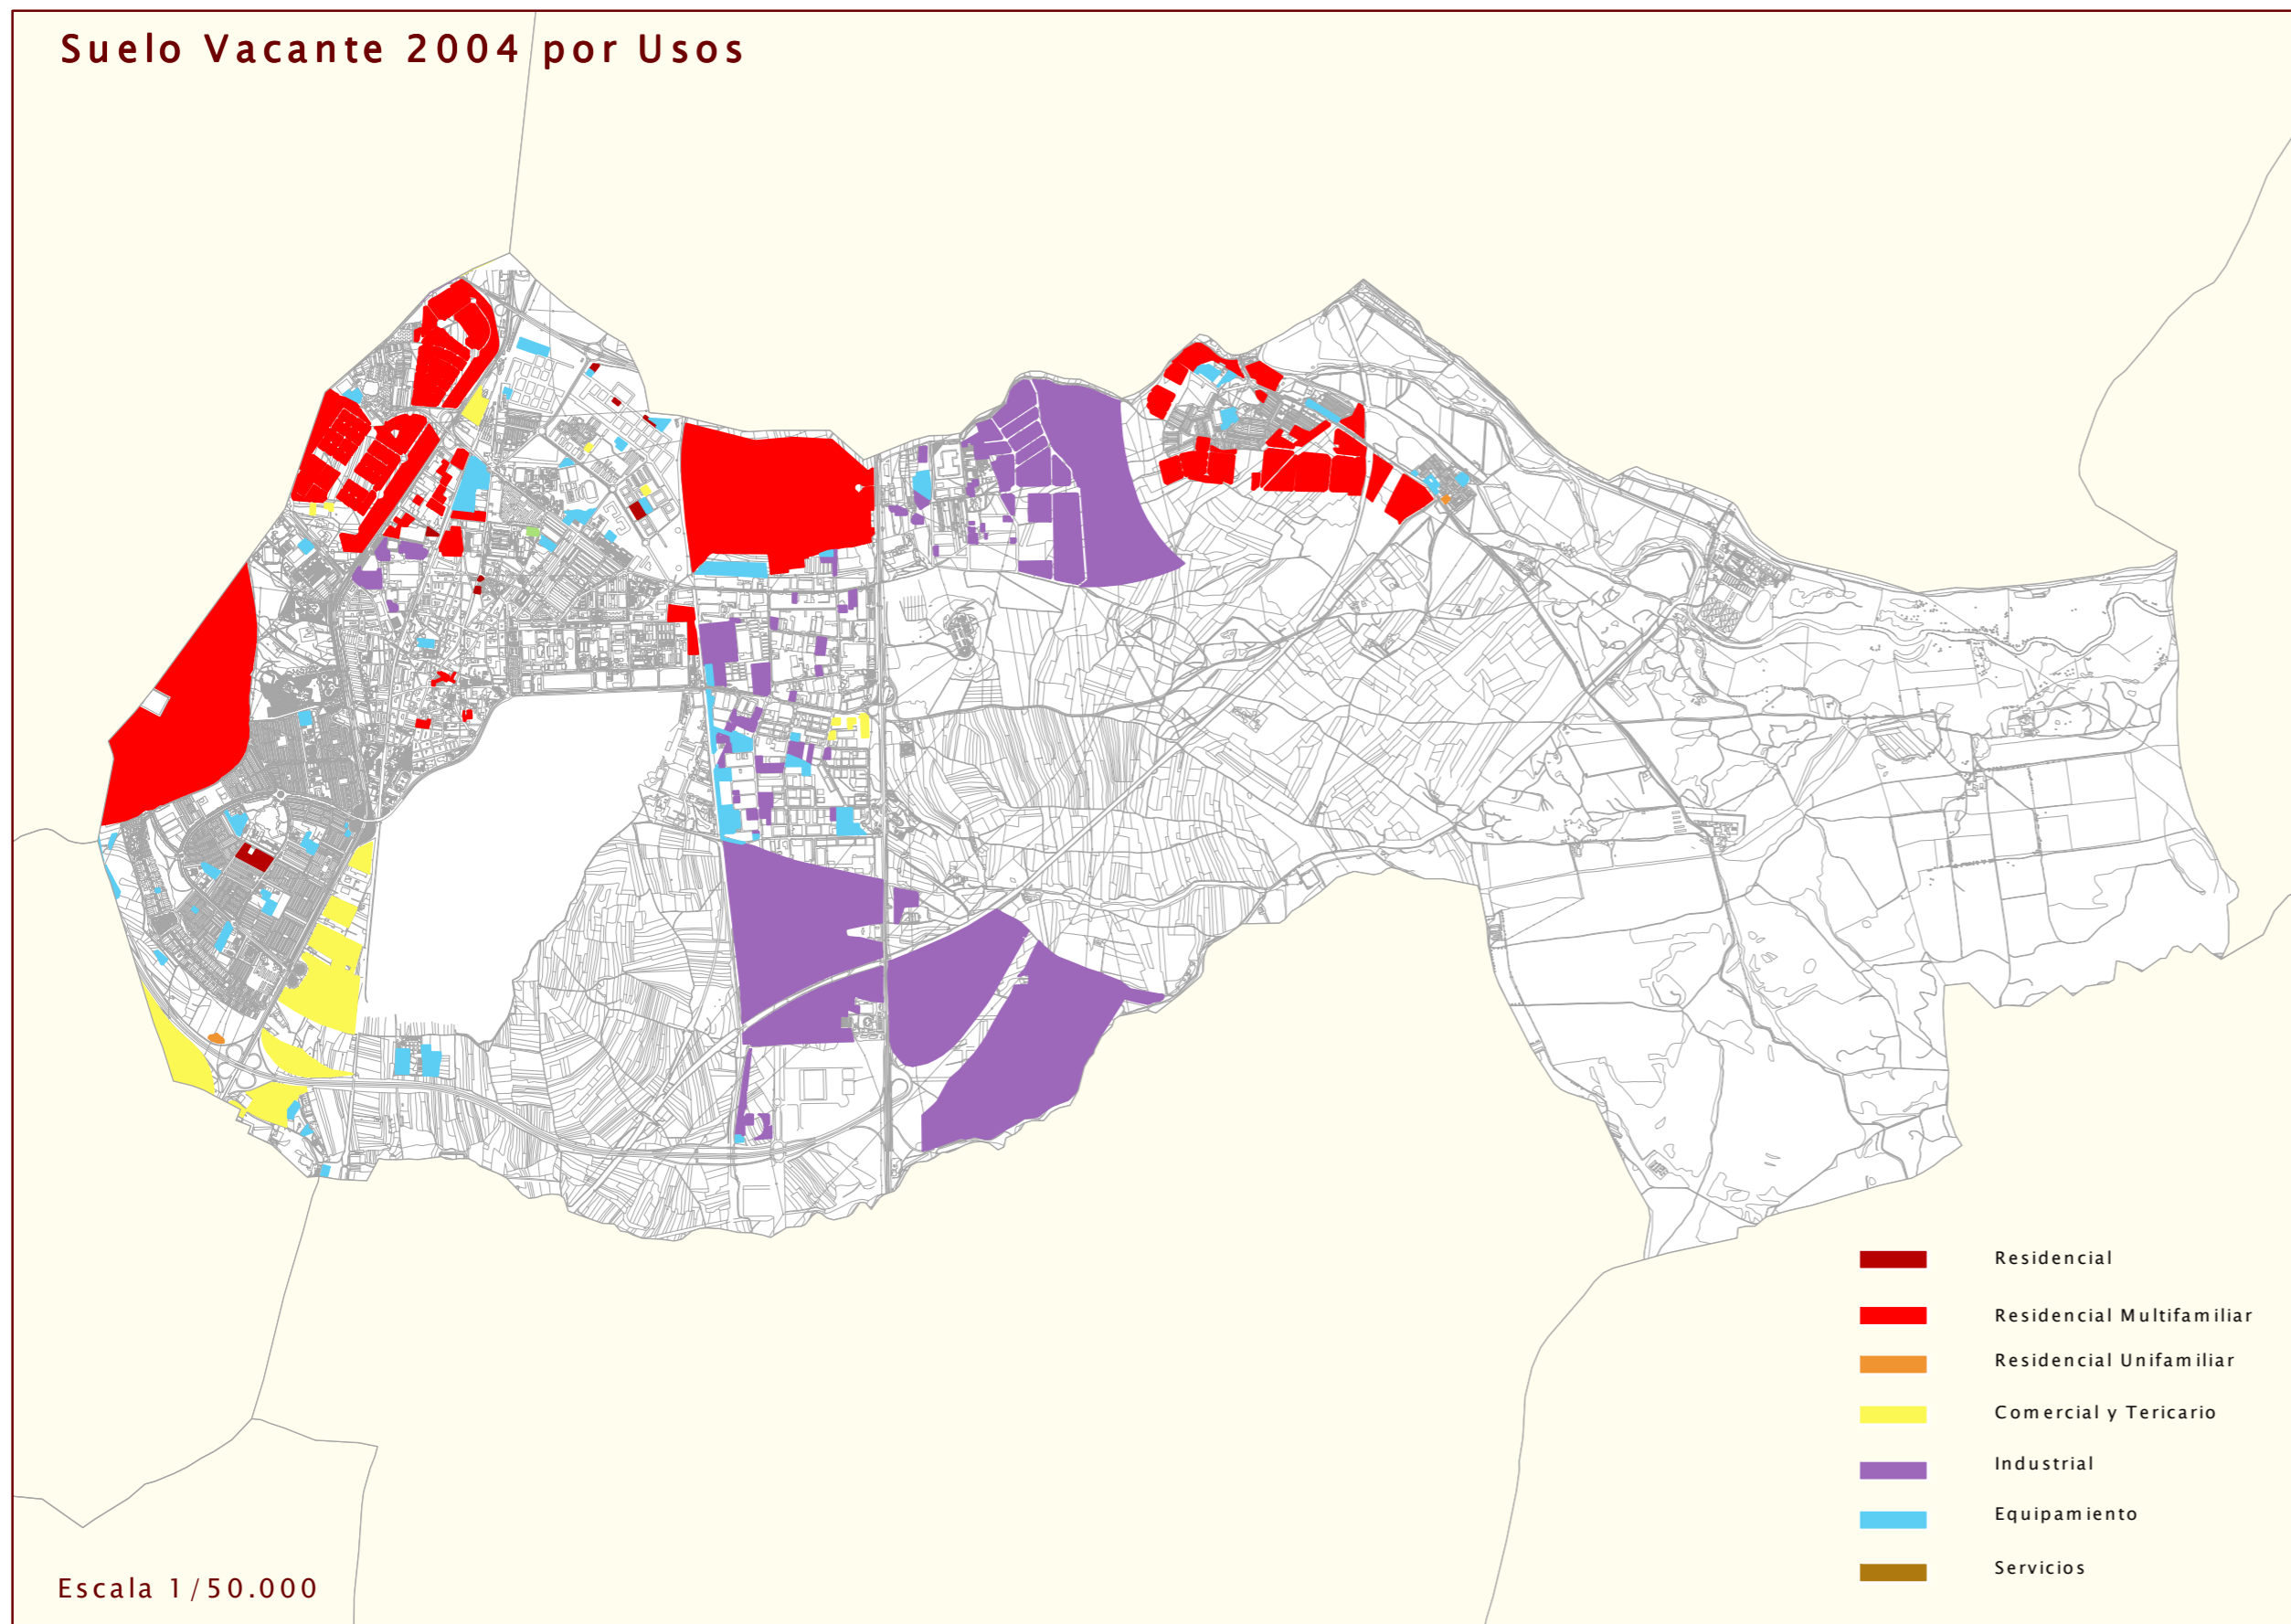 Suelo Vacante 2004 por Usos
Residencial
Residencial Multifamiliar
Residencial Unifamiliar
Comercial y Tericario
Industrial
Equipamiento
Servicios
Escala 1/50.000